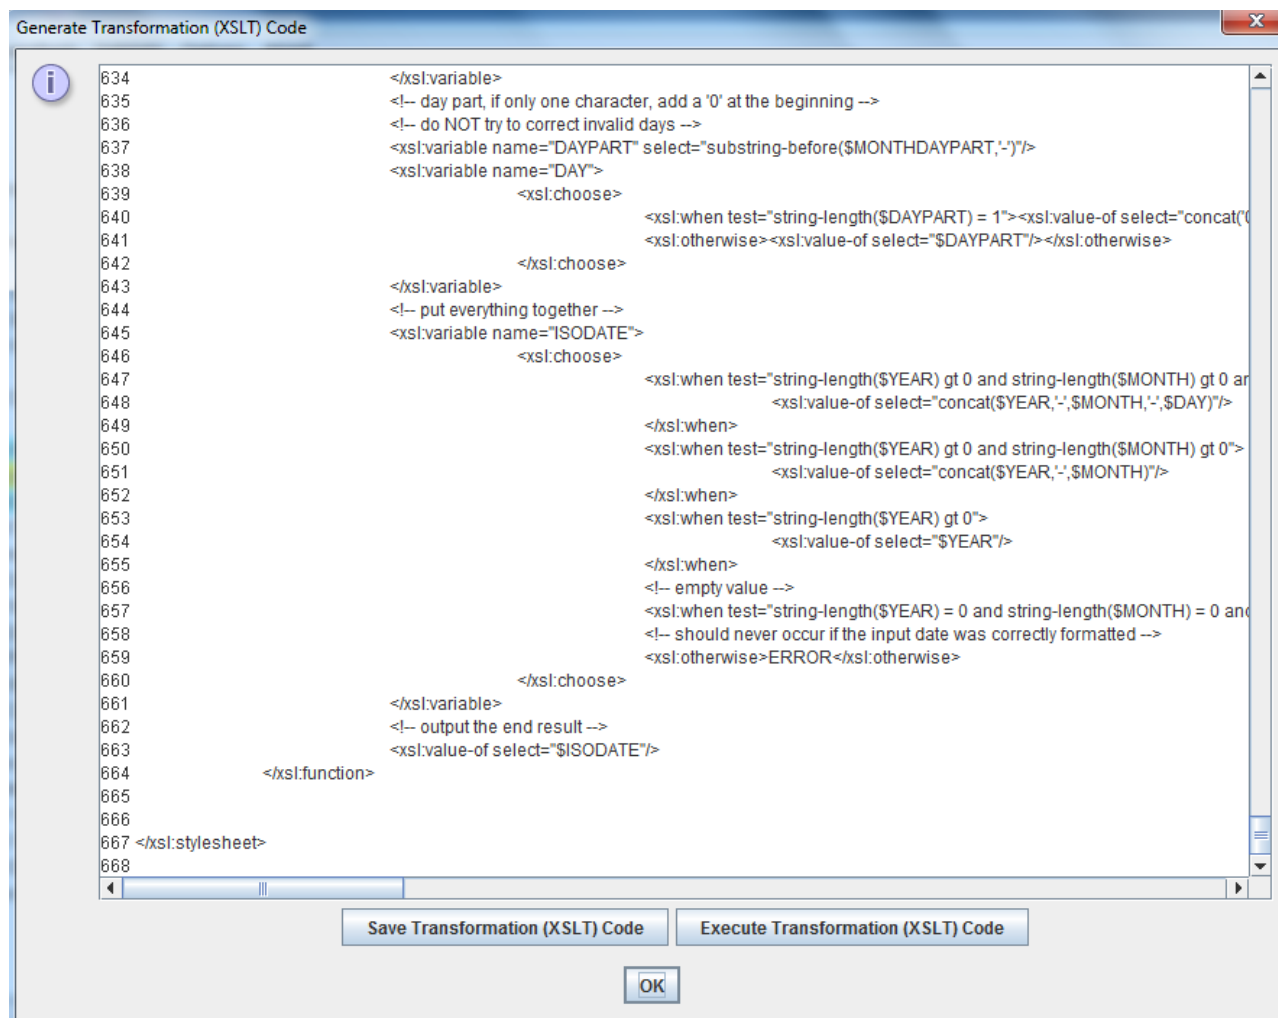 Generate Transformation (XSLT) Code
634 </xsl:variable>
635 <!-- day part, if only one character, add a '0' at the beginning -->
636 <!-- do NOT try to correct invalid days -->
637 <xsl:variable name="DAYPART" select="substring-before($MONTHDAYPART,'-')"/>
638 <xsl:variable name="DAY">
639 <xsl:choose>
640 <xsl:when test="string-length($DAYPART) = 1"><xsl:value-of select="concat('0
641 <xsl:otherwise><xsl:value-of select="$DAYPART"/></xsl:otherwise>
642 </xsl:choose>
643 </xsl:variable>
644 <!-- put everything together -->
645 <xsl:variable name="ISODATE">
646 <xsl:choose>
647 <xsl:when test="string-length($YEAR) gt 0 and string-length($MONTH) gt 0 an
648 <xsl:value-of select="concat($YEAR,'-',$MONTH,'-',$DAY)"/>
649 </xsl:when>
650 <xsl:when test="string-length($YEAR) gt 0 and string-length($MONTH) gt 0">
651 <xsl:value-of select="concat($YEAR,'-',$MONTH)"/>
652 </xsl:when>
653 <xsl:when test="string-length($YEAR) gt 0">
654 <xsl:value-of select="$YEAR"/>
655 </xsl:when>
656 <!-- empty value -->
657 <xsl:when test="string-length($YEAR) = 0 and string-length($MONTH) = 0 and
658 <!-- should never occur if the input date was correctly formatted -->
659 <xsl:otherwise>ERROR</xsl:otherwise>
660 </xsl:choose>
661 </xsl:variable>
662 <!-- output the end result -->
663 <xsl:value-of select="$ISODATE"/>
664 </xsl:function>
665
666
667 </xsl:stylesheet>
668
Save Transformation (XSLT) Code
Execute Transformation (XSLT) Code
OK